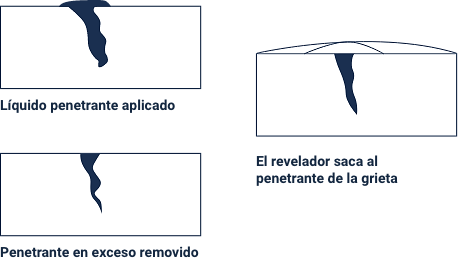 Líquido penetrante aplicado
Penetrante en exceso removido
El revelador saca al
penetrante de la grieta